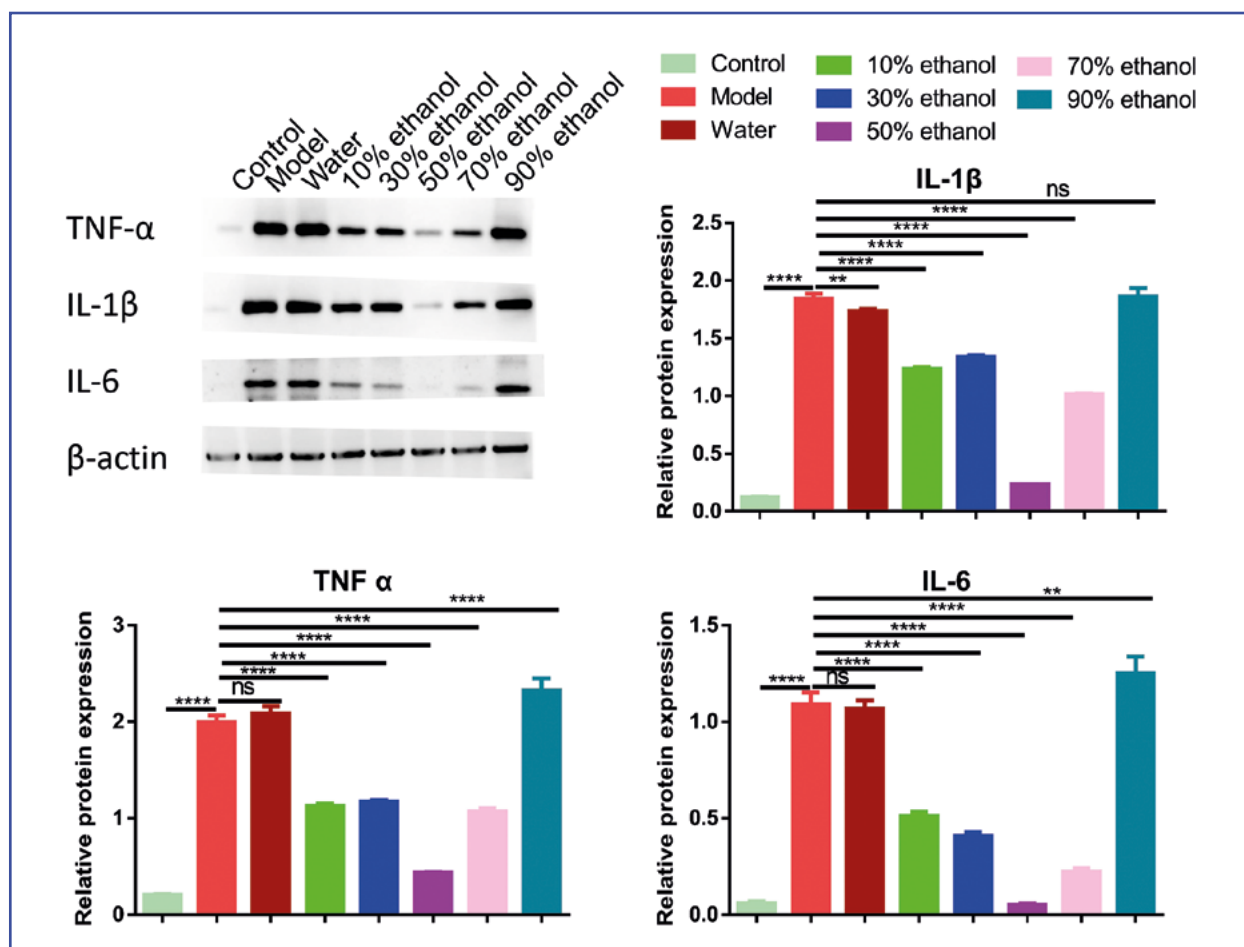 Control
Model
Water
10% ethanol
30% ethanol
50% ethanol
70% ethanol
90% ethanol
TNF-α
IL-1β
IL-6
β-actin
Control
10% ethanol
70% ethanol
Model
30% ethanol
90% ethanol
Water
50% ethanol
IL-1β
ns
****
****
****
****
**** **
Relative protein expression
2.5
2.0
1.5
1.0
0.5
0.0
TNF α
****
****
****
****
****
ns
****
Relative protein expression
3
2
1
0
IL-6
**
****
****
****
****
ns
****
Relative protein expression
1.5
1.0
0.5
0.0